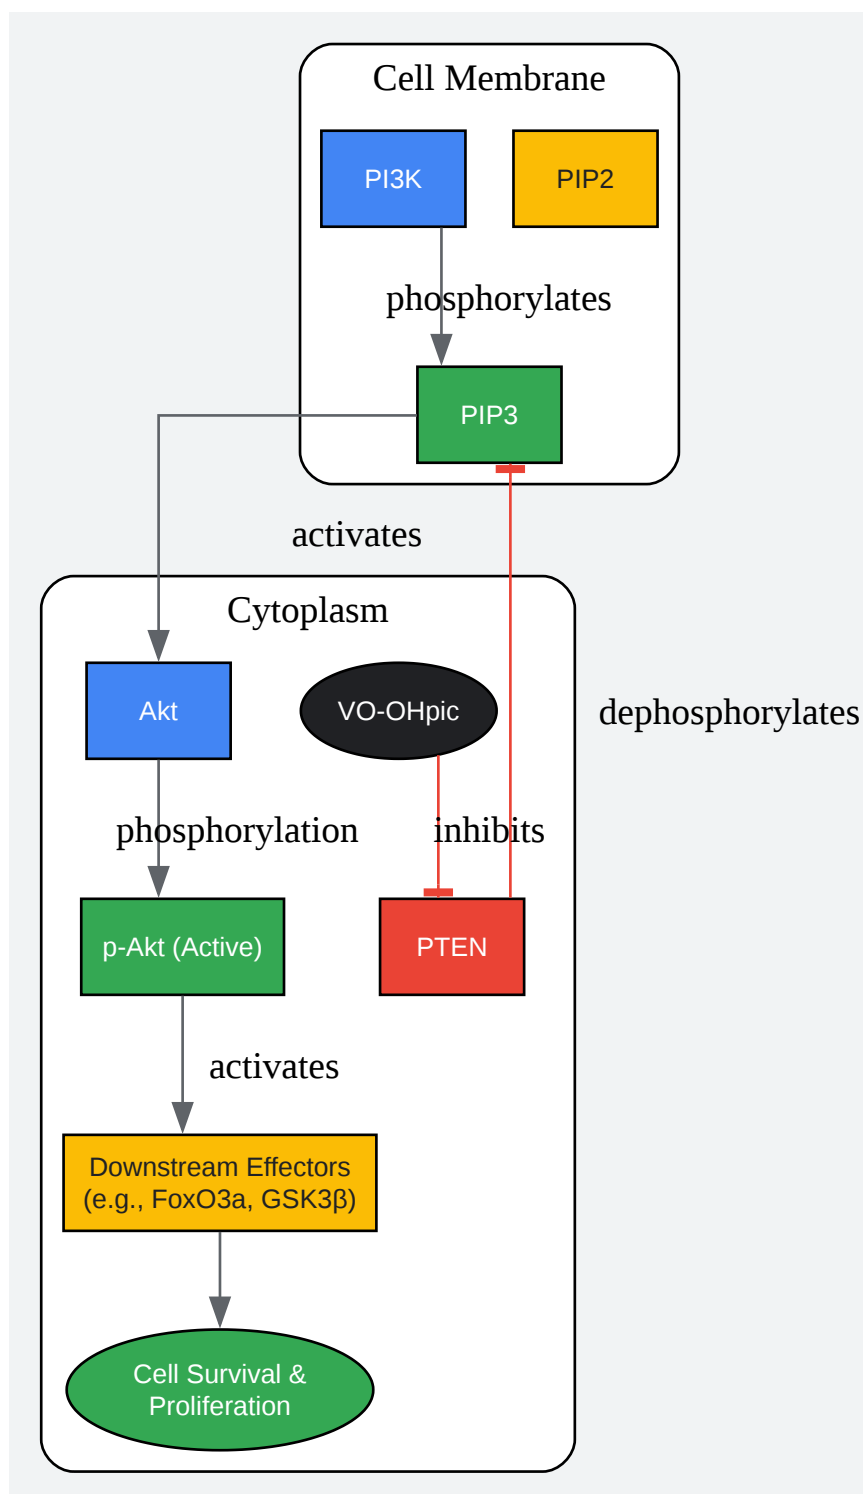 Cell Membrane
PI3K
PIP2
phosphorylates
PIP3
activates
Cytoplasm
Akt
VO-OHpic
dephosphorylates
phosphorylation
inhibits
p-Akt (Active)
PTEN
activates
Downstream Effectors
(e.g., FoxO3a, GSK3β)
Cell Survival &
Proliferation